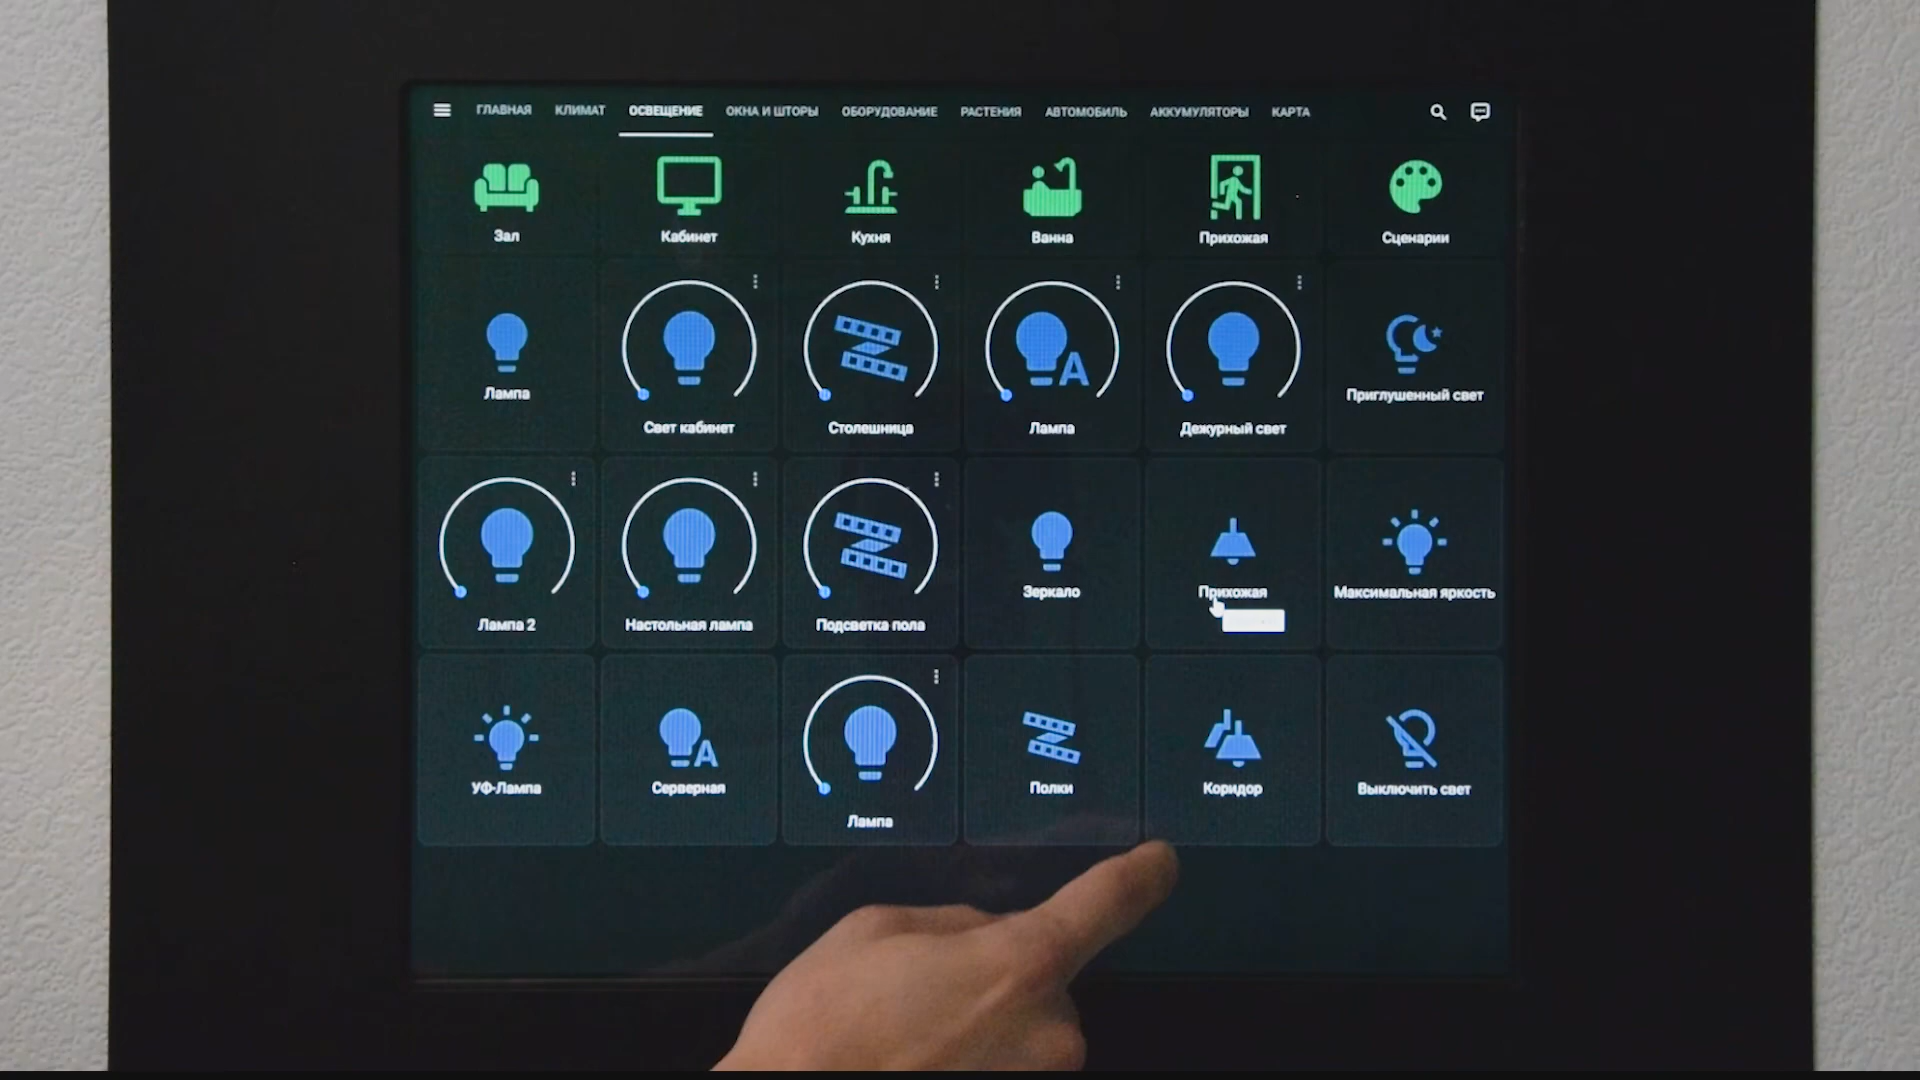 ГЛАВНАЯ КЛИМАТ ОСВЕЩЕНИЕ ОКНА И ШТОРЫ ОБОРУДОВАНИЕ РАСТЕНИЯ АВТОМОБИЛЬ АККУМУЛЯТОРЫ КАРТА
Зал Кабинет Кухня Ванна Прихожая Сценарии
A
Лампа Свет кабинет Столешница Лампа Дежурный свет Приглушенный свет
Лампа 2 Настольная лампа Подсветка пола Зеркало Прихожая Максимальная яркость
A
УФ-Лампа Серверная Лампа Полки Коридор Выключить свет